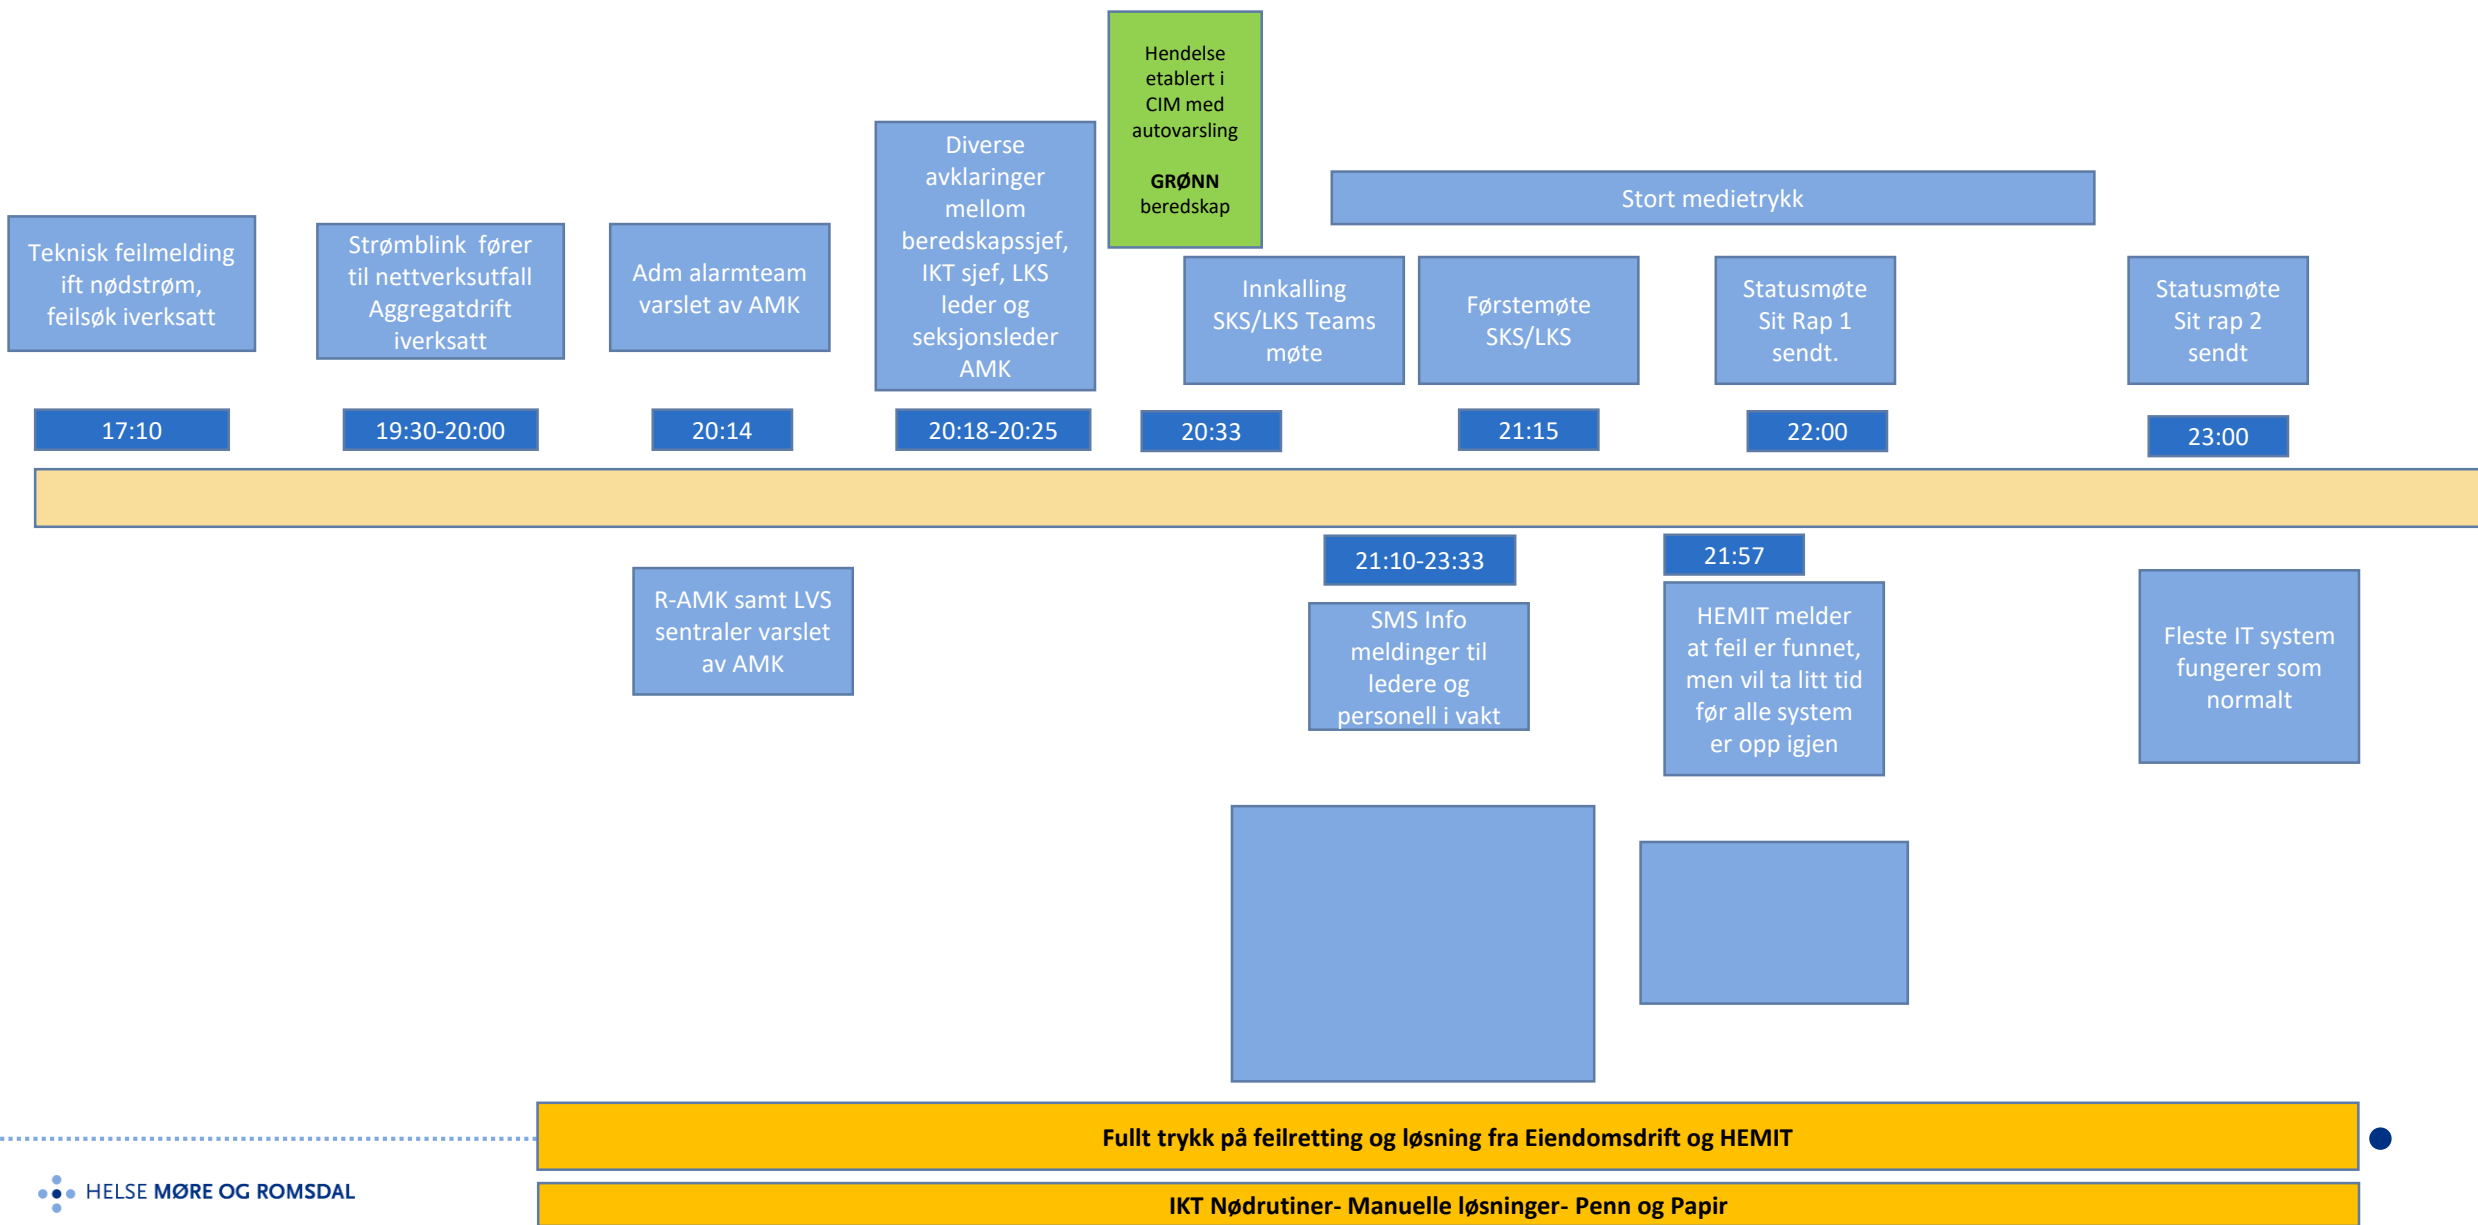 Hendelse
etablert i
CIM med
autovarsling
GRØNN
beredskap
Diverse
avklaringer
mellom
beredskapssjef,
IKT sjef, LKS
leder og
seksjonsleder
AMK
Stort medietrykk
Teknisk feilmelding
ift nødstrøm,
feilsøk iverksatt
Strømblink fører
til nettverksutfall
Aggregatdrift
iverksatt
Adm alarmteam
varslet av AMK
Innkalling
SKS/LKS Teams
møte
Førstemøte
SKS/LKS
Statusmøte
Sit Rap 1
sendt.
Statusmøte
Sit rap 2
sendt
17:10
19:30-20:00
20:14
20:18-20:25
20:33
21:15
22:00
23:00
21:10-23:33
21:57
R-AMK samt LVS
sentraler varslet
av AMK
SMS Info
meldinger til
ledere og
personell i vakt
HEMIT melder
at feil er funnet,
men vil ta litt tid
før alle system
er opp igjen
Fleste IT system
fungerer som
normalt
Fullt trykk på feilretting og løsning fra Eiendomsdrift og HEMIT
HELSE MØRE OG ROMSDAL
IKT Nødrutiner- Manuelle løsninger- Penn og Papir